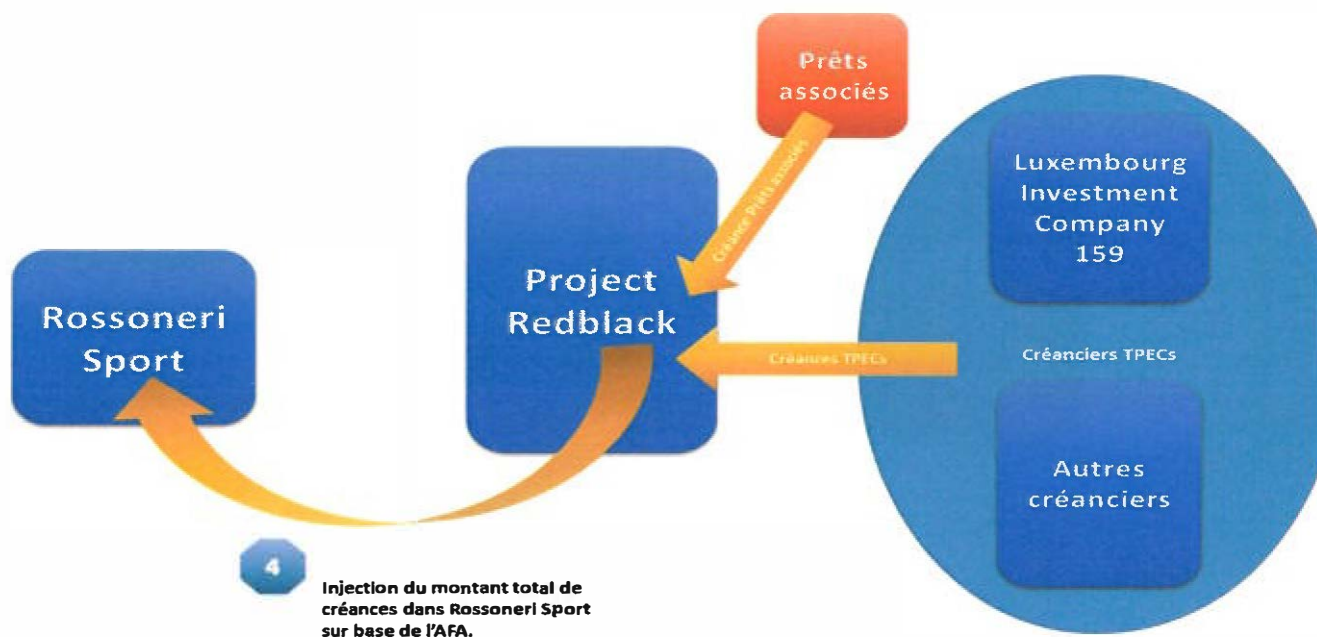 Prêts
associés
Créance Prêts associés
Luxembourg
Investment
Company
159
Project
Redblack
Rossoneri
Sport
Créances TPECs
Créanciers TPECs
Autres
créanciers
4
Injection du montant total de
créances dans Rossoneri Sport
sur base de l'AFA.